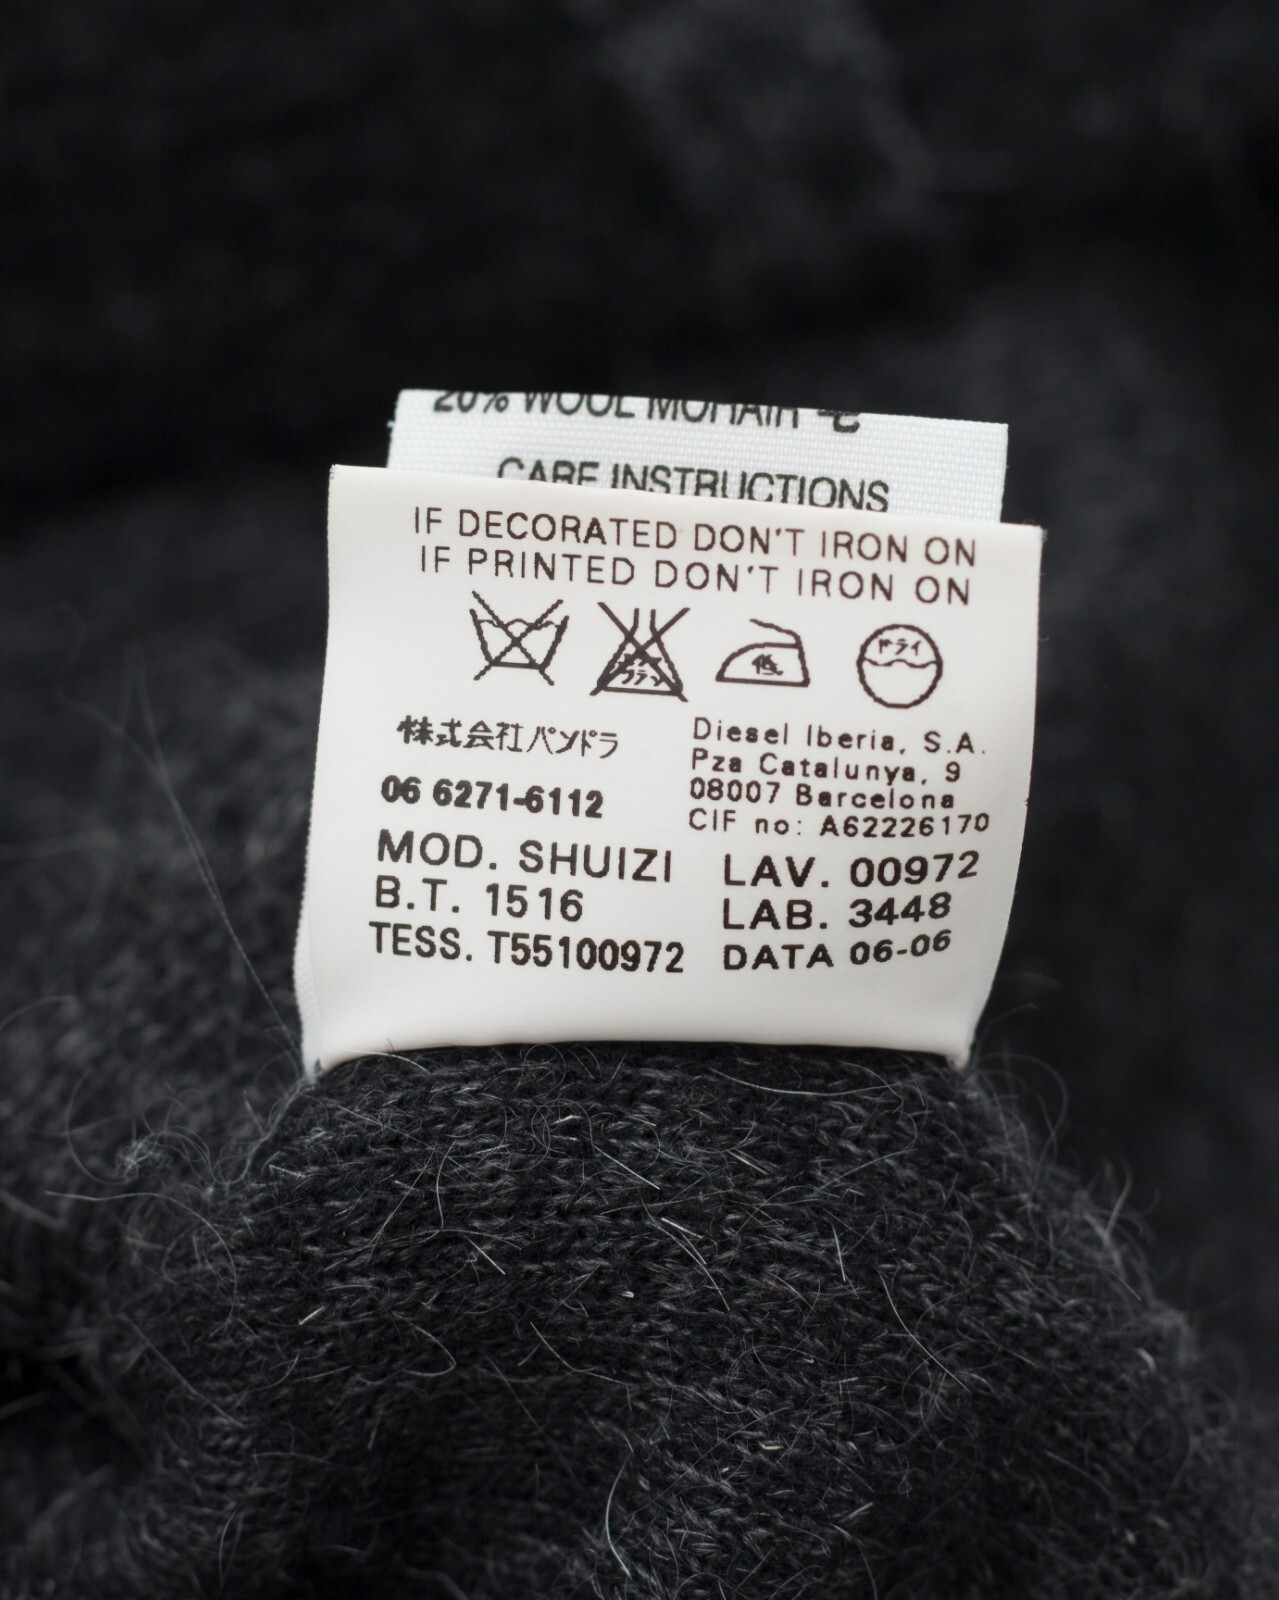 20% WOOL MOHAIR モ
CARE INSTRUCTIONS
IF DECORATED DON'T IRON ON
IF PRINTED DON'T IRON ON
低
ドライ
株式会社パンドラ
06 6271-6112
Diesel Iberia, S.A.
Pza Catalunya, 9
08007 Barcelona
CIF no: A62226170
MOD. SHUIZI
B.T. 1516
TESS. T55100972
LAV. 00972
LAB. 3448
DATA 06-06